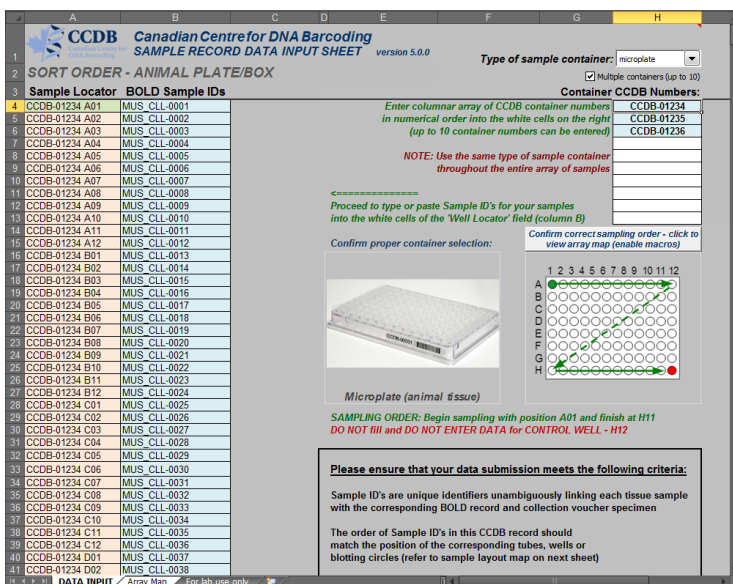 A B C D E F G H
CCDB
Canadian Centre for
DNA Barcoding
Canadian Centre for DNA Barcoding
SAMPLE RECORD DATA INPUT SHEET version 5.0.0
Type of sample container: microplate
1
2 SORT ORDER - ANIMAL PLATE/BOX
Multiple containers (up to 10)
3 Sample Locator BOLD Sample IDs
Container CCDB Numbers:
4 CCDB-01234 A01 MUS_CLL-0001 Enter columnar array of CCDB container numbers CCDB-01234
5 CCDB-01234 A02 MUS_CLL-0002 in numerical order into the white cells on the right CCDB-01235
6 CCDB-01234 A03 MUS_CLL-0003 (up to 10 container numbers can be entered) CCDB-01236
7 CCDB-01234 A04 MUS_CLL-0004
8 CCDB-01234 A05 MUS_CLL-0005 NOTE: Use the same type of sample container
9 CCDB-01234 A06 MUS_CLL-0006 throughout the entire array of samples
10 CCDB-01234 A07 MUS_CLL-0007
11 CCDB-01234 A08 MUS_CLL-0008 <==============
12 CCDB-01234 A09 MUS_CLL-0009 Proceed to type or paste Sample ID's for your samples
13 CCDB-01234 A10 MUS_CLL-0010 into the white cells of the 'Well Locator' field (column B)
14 CCDB-01234 A11 MUS_CLL-0011 Confirm correct sampling order - click to
15 CCDB-01234 A12 MUS_CLL-0012 Confirm proper container selection: view array map (enable macros)
16 CCDB-01234 B01 MUS_CLL-0013
17 CCDB-01234 B02 MUS_CLL-0014 1 2 3 4 5 6 7 8 9 10 11 12
18 CCDB-01234 B03 MUS_CLL-0015 A
19 CCDB-01234 B04 MUS_CLL-0016 B
20 CCDB-01234 B05 MUS_CLL-0017 C
21 CCDB-01234 B06 MUS_CLL-0018 D
22 CCDB-01234 B07 MUS_CLL-0019 E
23 CCDB-01234 B08 MUS_CLL-0020 F
24 CCDB-01234 B09 MUS_CLL-0021 G
25 CCDB-01234 B10 MUS_CLL-0022 H
26 CCDB-01234 B11 MUS_CLL-0023
27 CCDB-01234 B12 MUS_CLL-0024 Microplate (animal tissue)
28 CCDB-01234 C01 MUS_CLL-0025
29 CCDB-01234 C02 MUS_CLL-0026 SAMPLING ORDER: Begin sampling with position A01 and finish at H11
30 CCDB-01234 C03 MUS_CLL-0027 DO NOT fill and DO NOT ENTER DATA for CONTROL WELL - H12
31 CCDB-01234 C04 MUS_CLL-0028
32 CCDB-01234 C05 MUS_CLL-0029
33 CCDB-01234 C06 MUS_CLL-0030 Please ensure that your data submission meets the following criteria:
34 CCDB-01234 C07 MUS_CLL-0031
35 CCDB-01234 C08 MUS_CLL-0032 Sample ID's are unique identifiers unambiguously linking each tissue sample
36 CCDB-01234 C09 MUS_CLL-0033 with the corresponding BOLD record and collection voucher specimen
37 CCDB-01234 C10 MUS_CLL-0034
38 CCDB-01234 C11 MUS_CLL-0035 The order of Sample ID's in this CCDB record should
39 CCDB-01234 C12 MUS_CLL-0036 match the position of the corresponding tubes, wells or
40 CCDB-01234 D01 MUS_CLL-0037 blotting circles (refer to sample layout map on next sheet)
41 CCDB-01234 D02 MUS_CLL-0038
DATA INPUT Array Map For lab use only